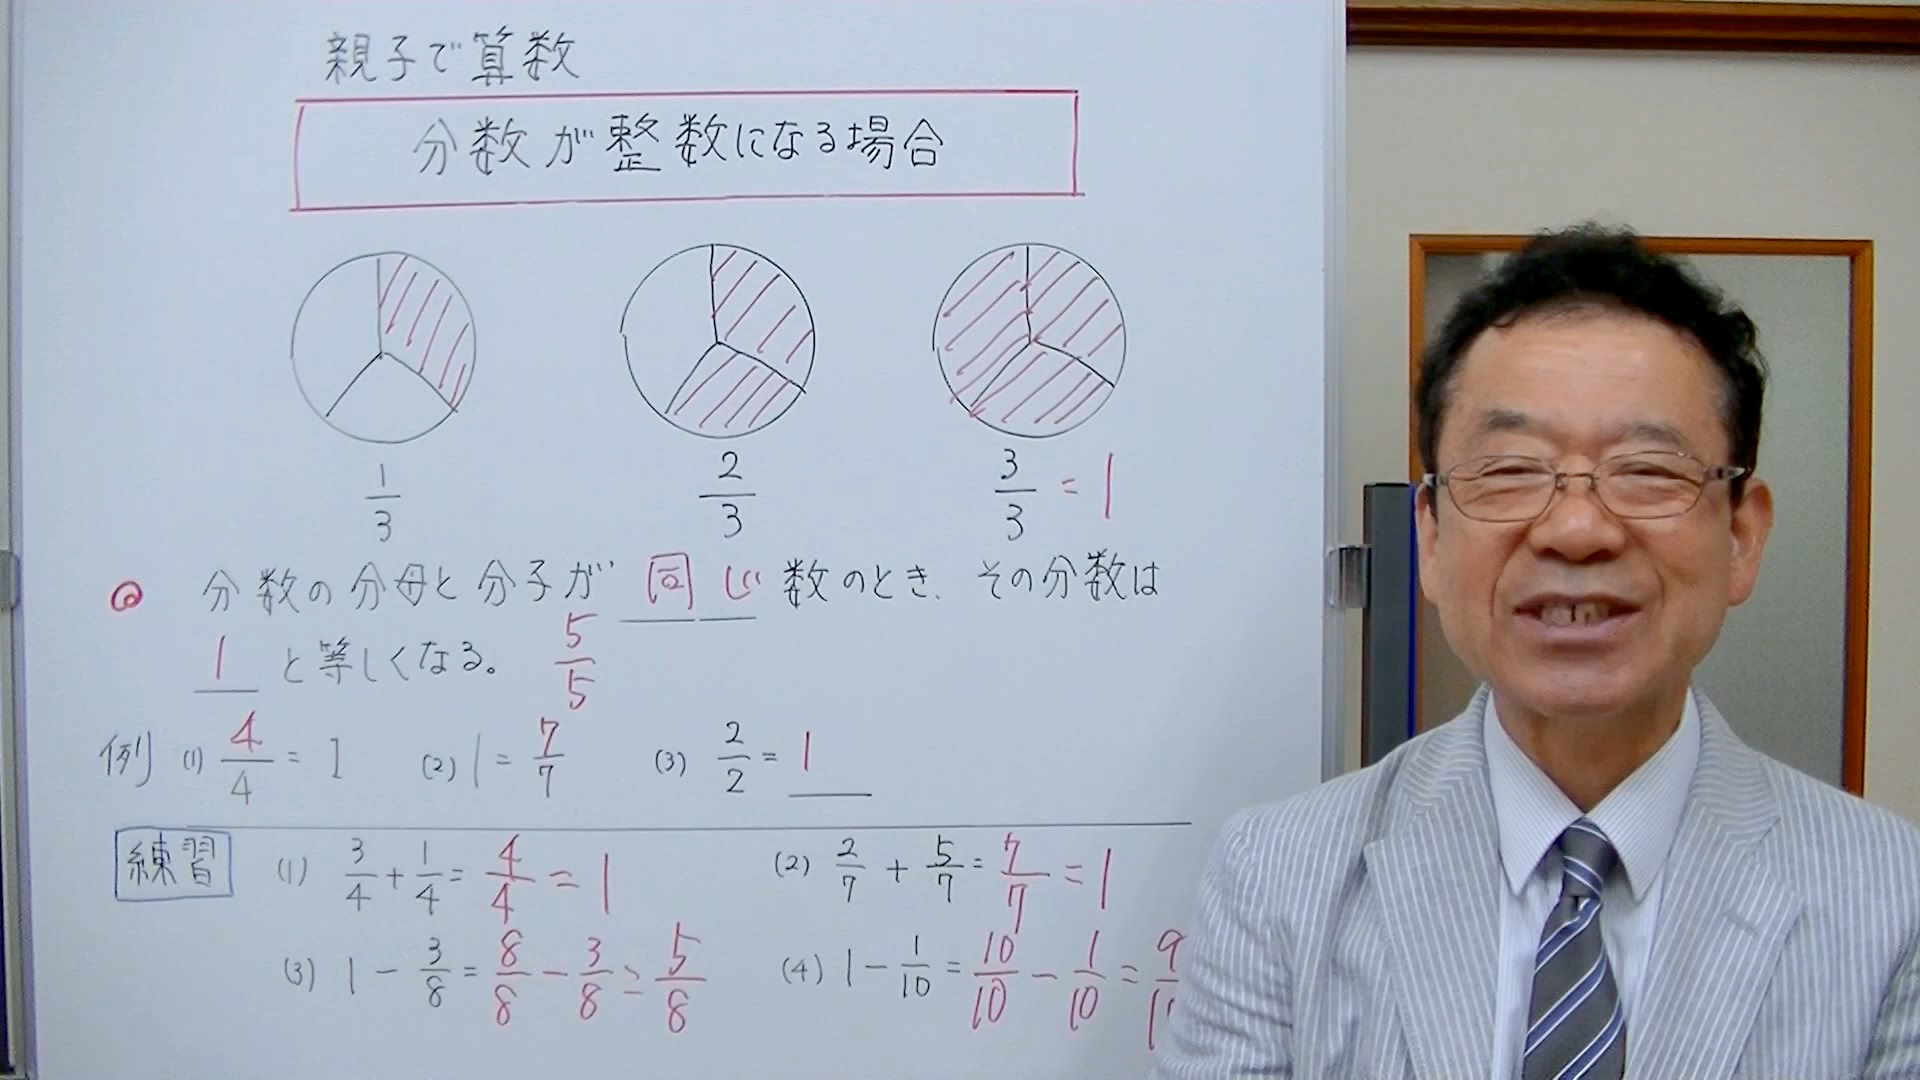 親子で算数
分数が整数になる場合
1/3 2/3 3/3 = 1
◎ 分数の分母と分子が 同じ 数のとき、その分数は
1 と等しくなる。 5/5
例 (1) 4/4 = 1 (2) 1 = 7/7 (3) 2/2 = 1
練習 (1) 3/4 + 1/4 = 4/4 = 1 (2) 2/7 + 5/7 = 7/7 = 1
(3) 1 - 3/8 = 8/8 - 3/8 = 5/8 (4) 1 - 1/10 = 10/10 - 1/10 = 9/